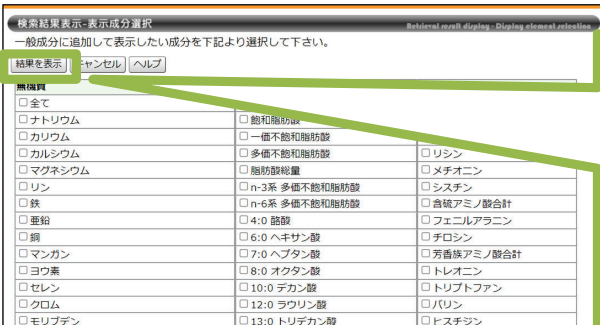 検索結果表示-表示成分選択 Retrieval result display - Display element selection
一般成分に追加して表示したい成分を下記より選択して下さい。
結果を表示 キャンセル ヘルプ
無機質
全て
ナトリウム 飽和脂肪酸
カリウム 一価不飽和脂肪酸
カルシウム 多価不飽和脂肪酸 リシン
マグネシウム 脂肪酸総量 メチオニン
リン n-3系 多価不飽和脂肪酸 シスチン
鉄 n-6系 多価不飽和脂肪酸 含硫アミノ酸合計
亜鉛 4:0 酪酸 フェニルアラニン
銅 6:0 ヘキサン酸 チロシン
マンガン 7:0 ヘプタン酸 芳香族アミノ酸合計
ヨウ素 8:0 オクタン酸 トレオニン
セレン 10:0 デカン酸 トリプトファン
クロム 12:0 ラウリン酸 バリン
モリブデン 13:0 トリデカン酸 ヒスチジン